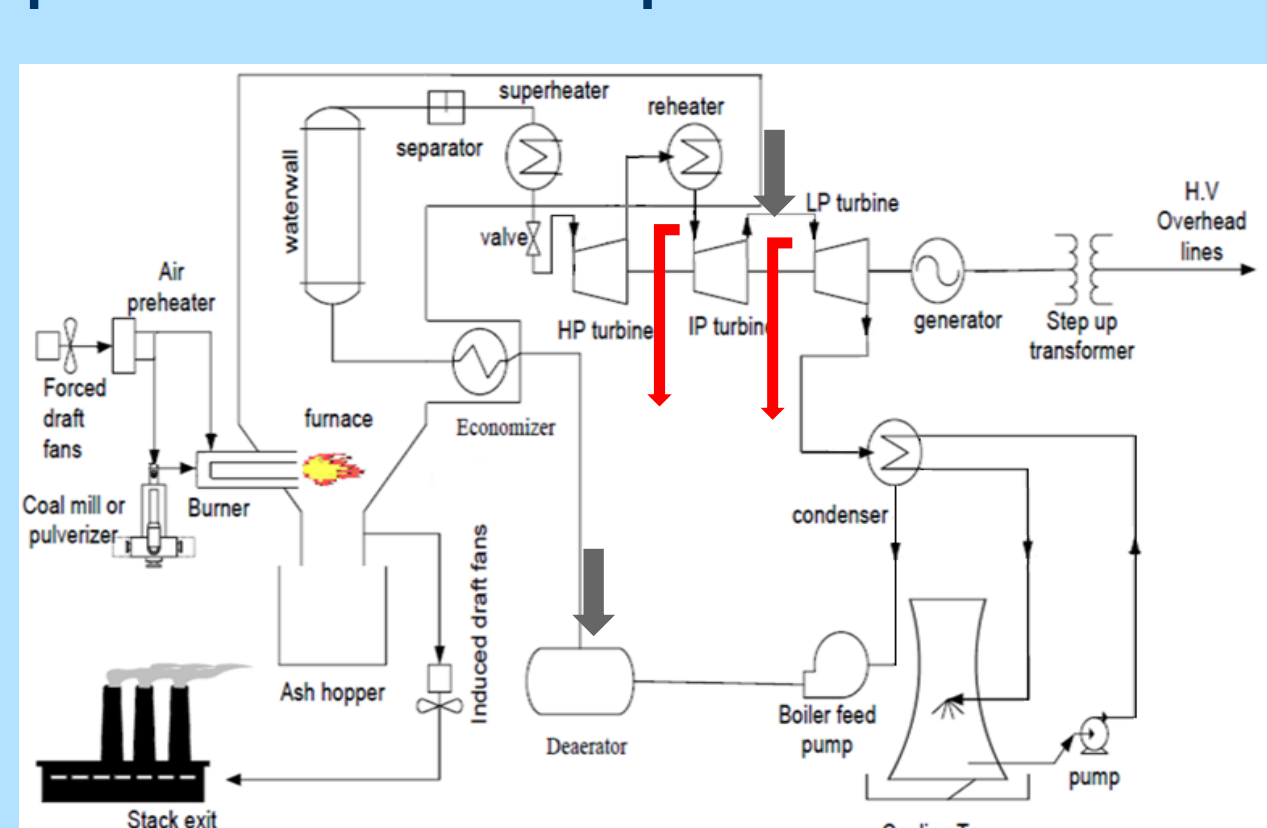 superheater
reheater
separator
waterwall
H.V
Overhead
lines
LP turbine
valve
Air
preheater
HP turbine
IP turbine
generator
Step up
transformer
Forced
draft
fans
furnace
Economizer
Coal mill or
pulverizer
Burner
condenser
Induced draft fans
Ash hopper
Deaerator
Boiler feed
pump
pump
Stack exit